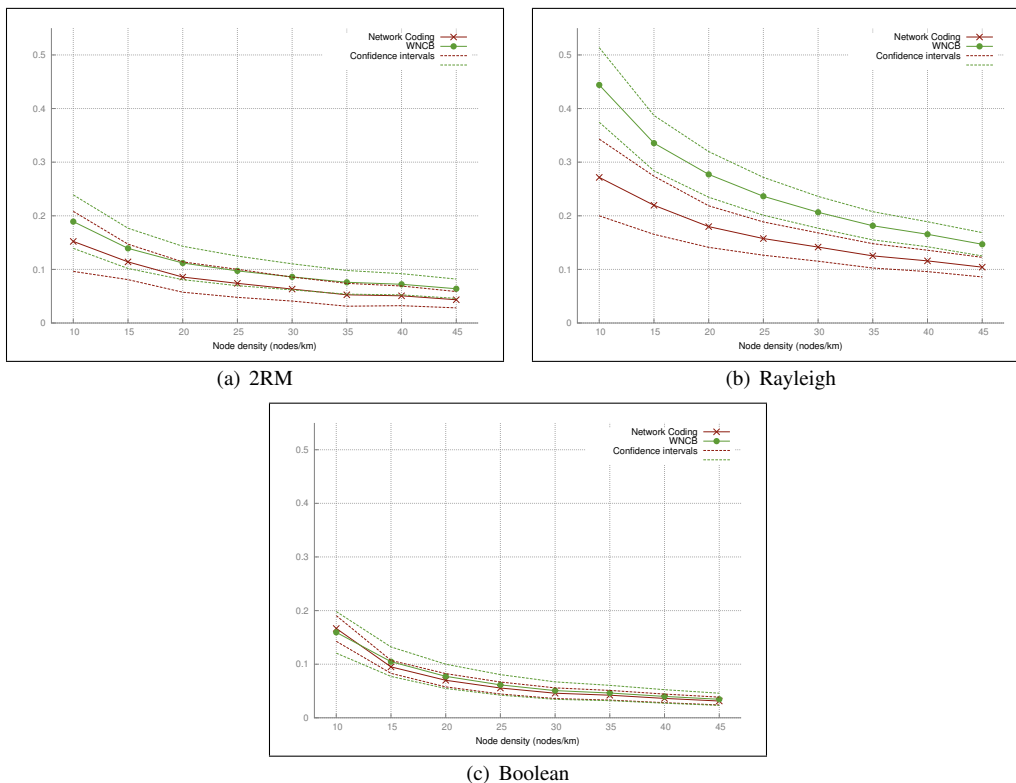 Network Coding
WNCB
Confidence intervals
0.5
0.4
0.3
0.2
0.1
0
10 15 20 25 30 35 40 45
Node density (nodes/km)
(a) 2RM
Network Coding
WNCB
Confidence intervals
0.5
0.4
0.3
0.2
0.1
0
10 15 20 25 30 35 40 45
Node density (nodes/km)
(b) Rayleigh
Network Coding
WNCB
Confidence intervals
0.5
0.4
0.3
0.2
0.1
0
10 15 20 25 30 35 40 45
Node density (nodes/km)
(c) Boolean